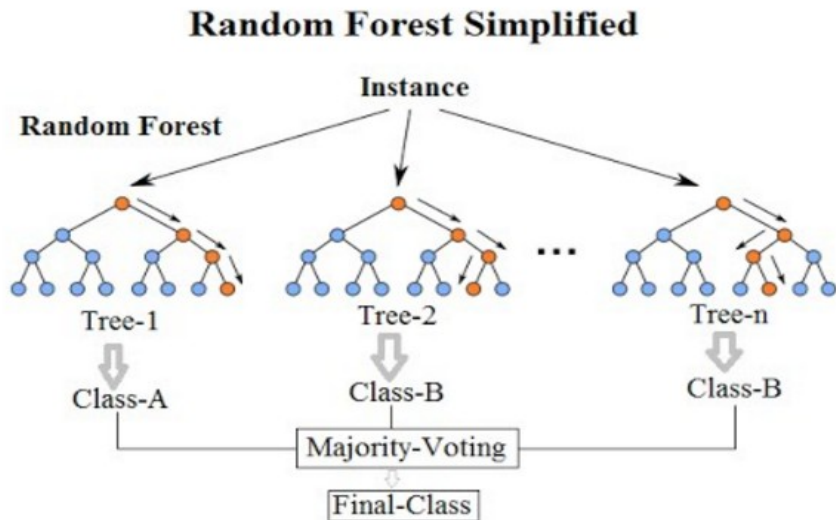 Random Forest Simplified
Instance
Random Forest
...
Tree-1
Tree-2
Tree-n
Class-A
Class-B
Class-B
Majority-Voting
Final-Class